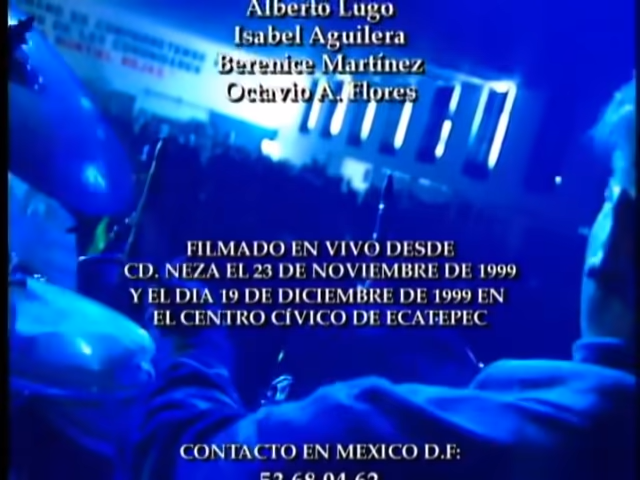 Alberto Lugo
Isabel Aguilera
Berenice Martínez
Octavio A. Flores
FILMADO EN VIVO DESDE
CD. NEZA EL 23 DE NOVIEMBRE DE 1999
Y EL DIA 19 DE DICIEMBRE DE 1999 EN
EL CENTRO CÍVICO DE ECATEPEC
CONTACTO EN MEXICO D.F: